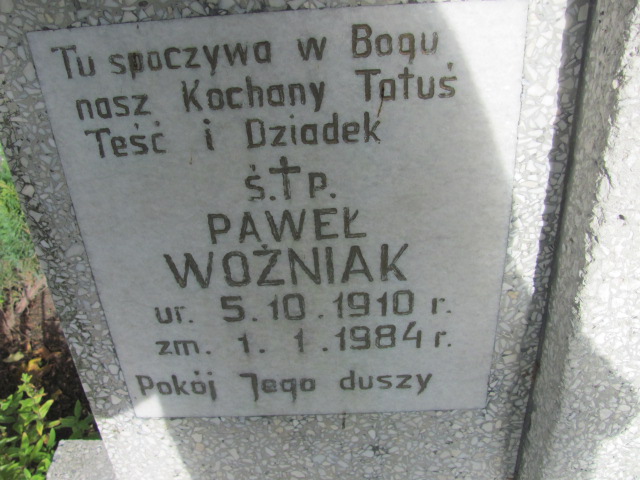 Tu spoczywa w Bogu
nasz Kochany Tatuś
Teść i Dziadek
ś.†p.
PAWEŁ
WOŹNIAK
ur. 5.10.1910 r.
zm. 1.1.1984 r.
Pokój Jego duszy